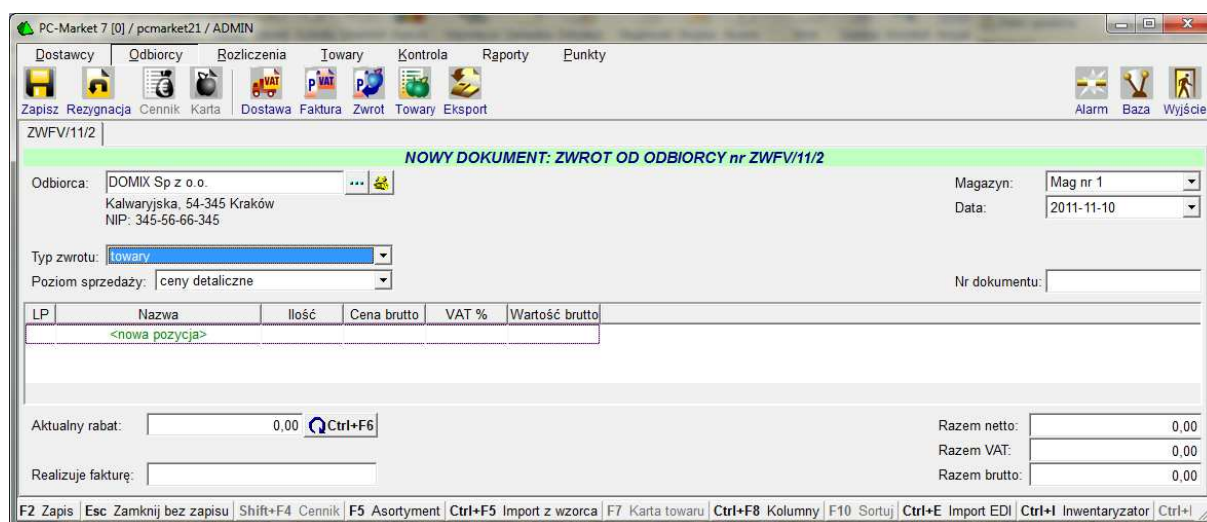 PC-Market 7 [0] / pcmarket21 / ADMIN
Dostawcy Odbiorcy Rozliczenia Towary Kontrola Raporty Punkty
VAT P VAT P
Zapisz Rezygnacja Cennik Karta Dostawa Faktura Zwrot Towary Eksport Alarm Baza Wyjście
ZWFV/11/2
NOWY DOKUMENT: ZWROT OD ODBIORCY nr ZWFV/11/2
Odbiorca: DOMIX Sp z o.o. ... Magazyn: Mag nr 1
Kalwaryjska, 54-345 Kraków Data: 2011-11-10
NIP: 345-56-66-345
Typ zwrotu: towary
Poziom sprzedaży: ceny detaliczne Nr dokumentu:
LP Nazwa Ilość Cena brutto VAT % Wartość brutto
<nowa pozycja>
Aktualny rabat: 0,00 Ctrl+F6 Razem netto: 0,00
Razem VAT: 0,00
Realizuje fakturę: Razem brutto: 0,00
F2 Zapis Esc Zamknij bez zapisu Shift+F4 Cennik F5 Asortyment Ctrl+F5 Import z wzorca F7 Karta towaru Ctrl+F8 Kolumny F10 Sortuj Ctrl+E Import EDI Ctrl+I Inwentaryzator